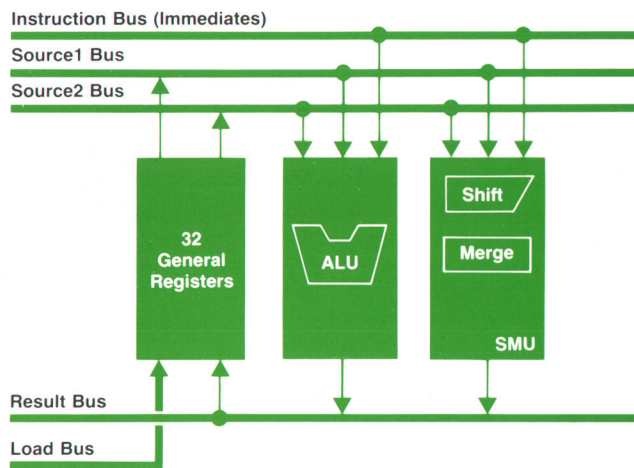 Instruction Bus (Immediates)
Source1 Bus
Source2 Bus
32
General
Registers
ALU
Shift
Merge
SMU
Result Bus
Load Bus